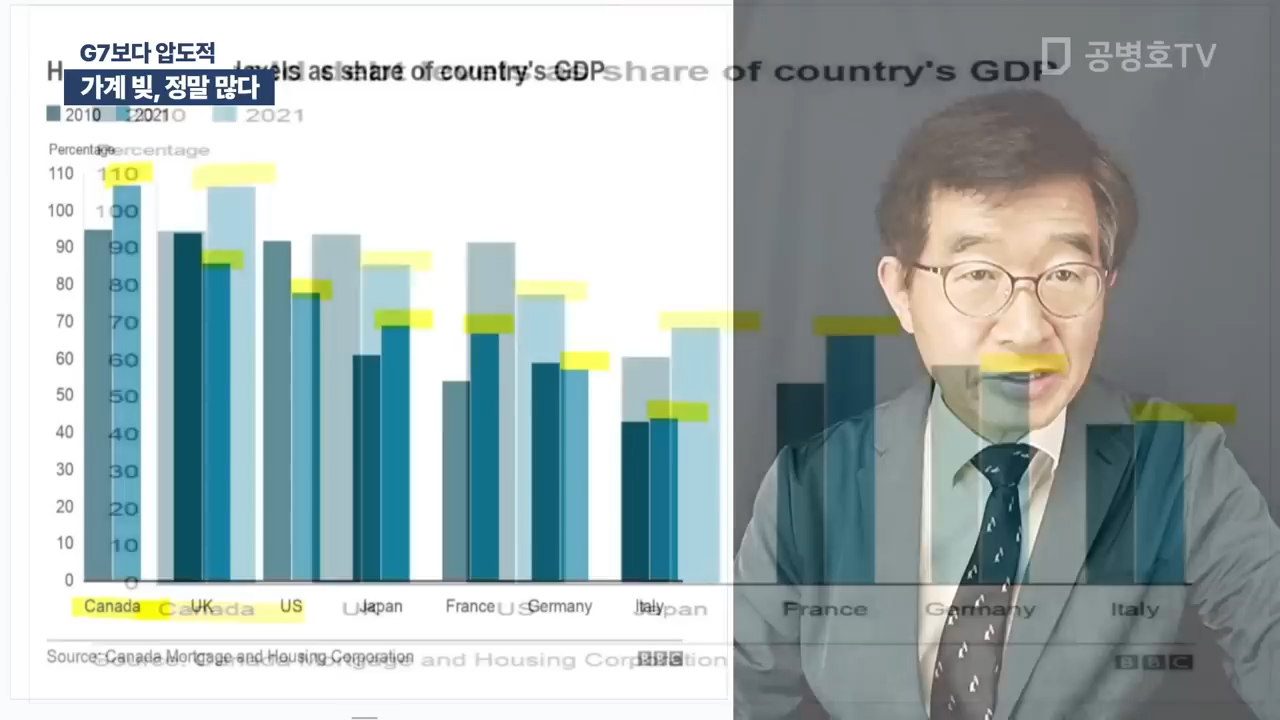 G7보다 압도적
가계 빚, 정말 많다
공병호TV
H levels as share of country's GDP
share of country's GDP
2010 2021
2010 2021
Percentage
Percentage
110
100
90
80
70
60
50
40
30
20
10
0
110
100
90
80
70
60
50
40
30
20
10
0
Canada UK US Japan France Germany Italy
Canada UK US Japan France Germany Italy
Source: Canada Mortgage and Housing Corporation BBC
Source: Canada Mortgage and Housing Corporation BBC